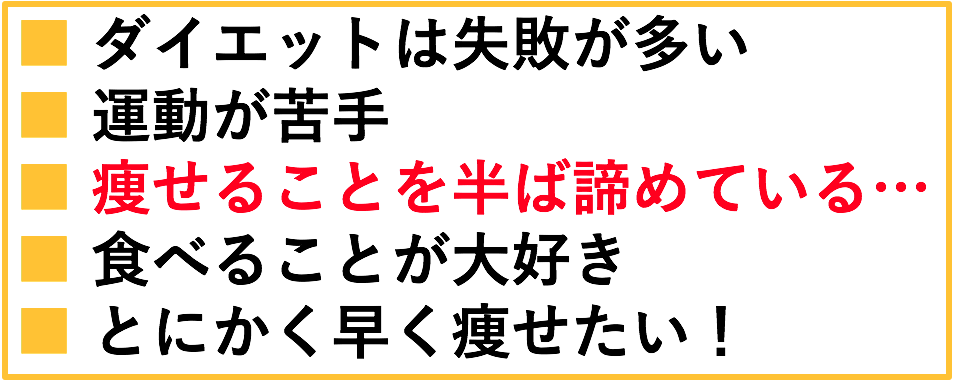 ダイエットは失敗が多い
運動が苦手
痩せることを半ば諦めている…
食べることが大好き
とにかく早く痩せたい！